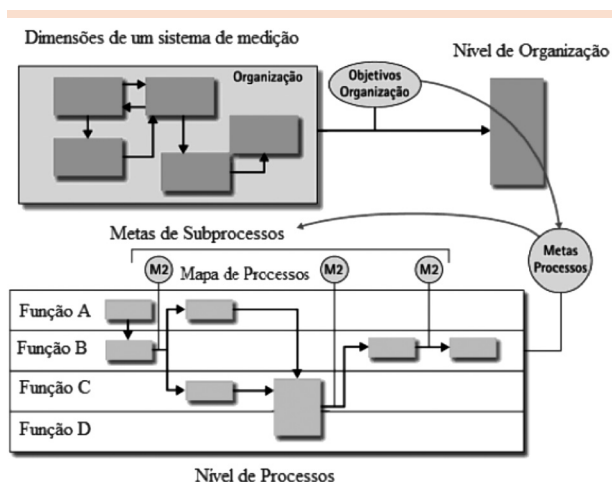 Dimensões de um sistema de medição
Nível de Organização
Organização
Objetivos
Organização
Metas de Subprocessos
Metas
Processos
M2
Mapa de Processos
M2
M2
Função A
Função B
Função C
Função D
Nível de Processos